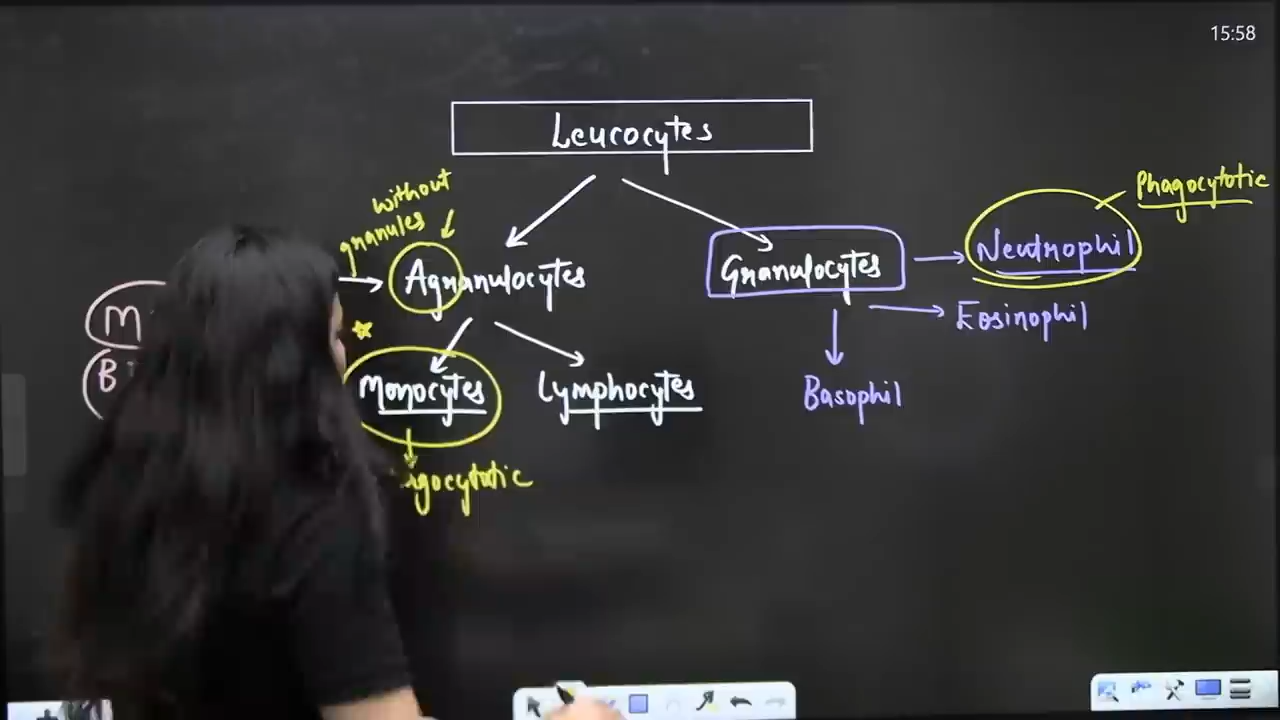 15:58
Leucocytes
Phagocytotic
without
granules
Agranulocytes
Granulocytes
Neutrophil
M
Eosinophil
B
Monocytes
Lymphocytes
Basophil